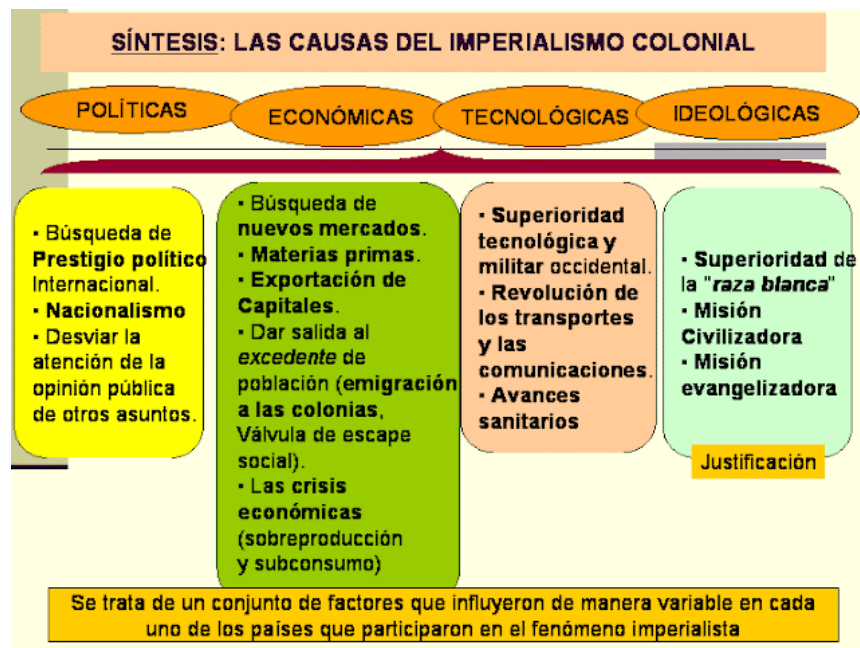 SÍNTESIS: LAS CAUSAS DEL IMPERIALISMO COLONIAL
POLÍTICAS
ECONÓMICAS
TECNOLÓGICAS
IDEOLÓGICAS
▪ Búsqueda de
Prestigio político
Internacional.
▪ Nacionalismo
▪ Desviar la
atención de la
opinión pública
de otros asuntos.
▪ Búsqueda de
nuevos mercados.
▪ Materias primas.
▪ Exportación de
Capitales.
▪ Dar salida al
excedente de
población (emigración
a las colonias,
Válvula de escape
social).
▪ Las crisis
económicas
(sobreproducción
y subconsumo)
▪ Superioridad
tecnológica y
militar occidental.
▪ Revolución de
los transportes
y las
comunicaciones.
▪ Avances
sanitarios
▪ Superioridad de
la "raza blanca"
▪ Misión
Civilizadora
▪ Misión
evangelizadora
Justificación
Se trata de un conjunto de factores que influyeron de manera variable en cada
uno de los países que participaron en el fenómeno imperialista